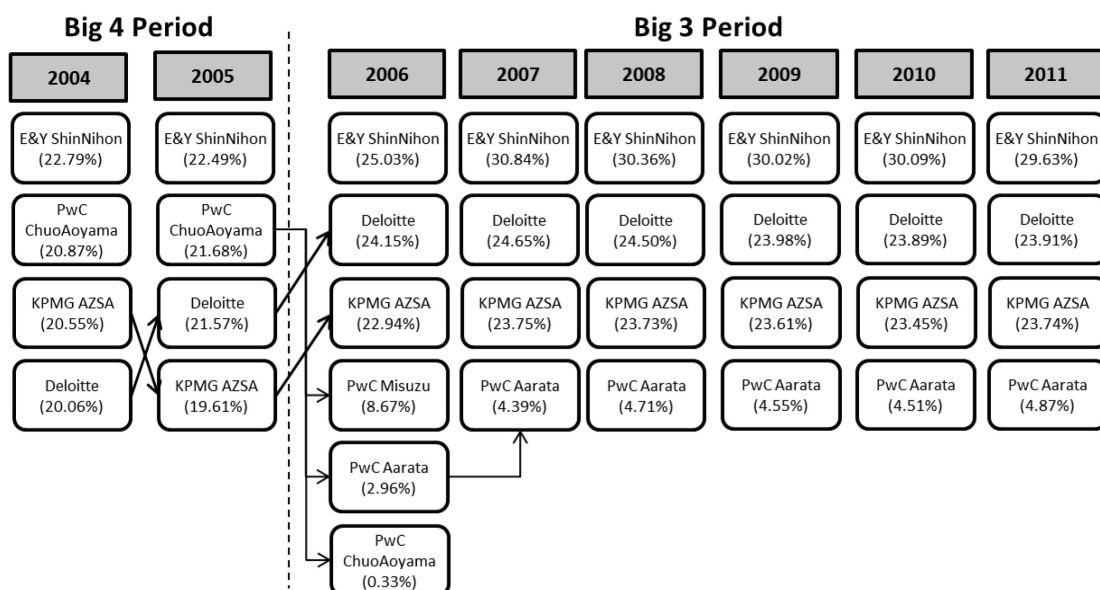 Big 4 Period
Big 3 Period
2004
2005
2006
2007
2008
2009
2010
2011
E&Y ShinNihon
(22.79%)
E&Y ShinNihon
(22.49%)
E&Y ShinNihon
(25.03%)
E&Y ShinNihon
(30.84%)
E&Y ShinNihon
(30.36%)
E&Y ShinNihon
(30.02%)
E&Y ShinNihon
(30.09%)
E&Y ShinNihon
(29.63%)
PwC
ChuoAoyama
(20.87%)
PwC
ChuoAoyama
(21.68%)
Deloitte
(24.15%)
Deloitte
(24.65%)
Deloitte
(24.50%)
Deloitte
(23.98%)
Deloitte
(23.89%)
Deloitte
(23.91%)
KPMG AZSA
(20.55%)
Deloitte
(21.57%)
KPMG AZSA
(22.94%)
KPMG AZSA
(23.75%)
KPMG AZSA
(23.73%)
KPMG AZSA
(23.61%)
KPMG AZSA
(23.45%)
KPMG AZSA
(23.74%)
Deloitte
(20.06%)
KPMG AZSA
(19.61%)
PwC Misuzu
(8.67%)
PwC Aarata
(4.39%)
PwC Aarata
(4.71%)
PwC Aarata
(4.55%)
PwC Aarata
(4.51%)
PwC Aarata
(4.87%)
PwC Aarata
(2.96%)
PwC
ChuoAoyama
(0.33%)